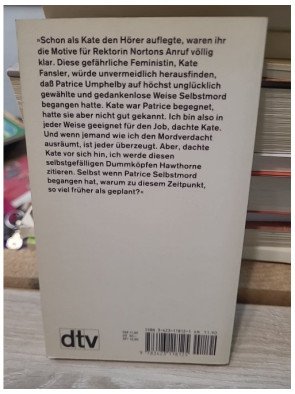 »Schon als Kate den Hörer auflegte, waren ihr
die Motive für Rektorin Nortons Anruf völlig
klar. Diese gefährliche Feministin, Kate
Fansler, würde unvermeidlich herausfinden,
daß Patrice Umphelby auf höchst unglücklich
gewählte und gedankenlose Weise Selbstmord
begangen hatte. Kate war Patrice begegnet,
hatte sie aber nicht gut gekannt. Ich bin also in
jeder Weise geeignet für den Job, dachte Kate.
Und wenn jemand wie ich den Mordverdacht
ausräumt, ist jeder überzeugt. Aber, dachte
Kate vor sich hin, ich werde diesen
selbstgefälligen Dummköpfen Hawthorne
zitieren. Selbst wenn Patrice Selbstmord
begangen hat, warum zu diesem Zeitpunkt,
so viel früher als geplant?«
dtv